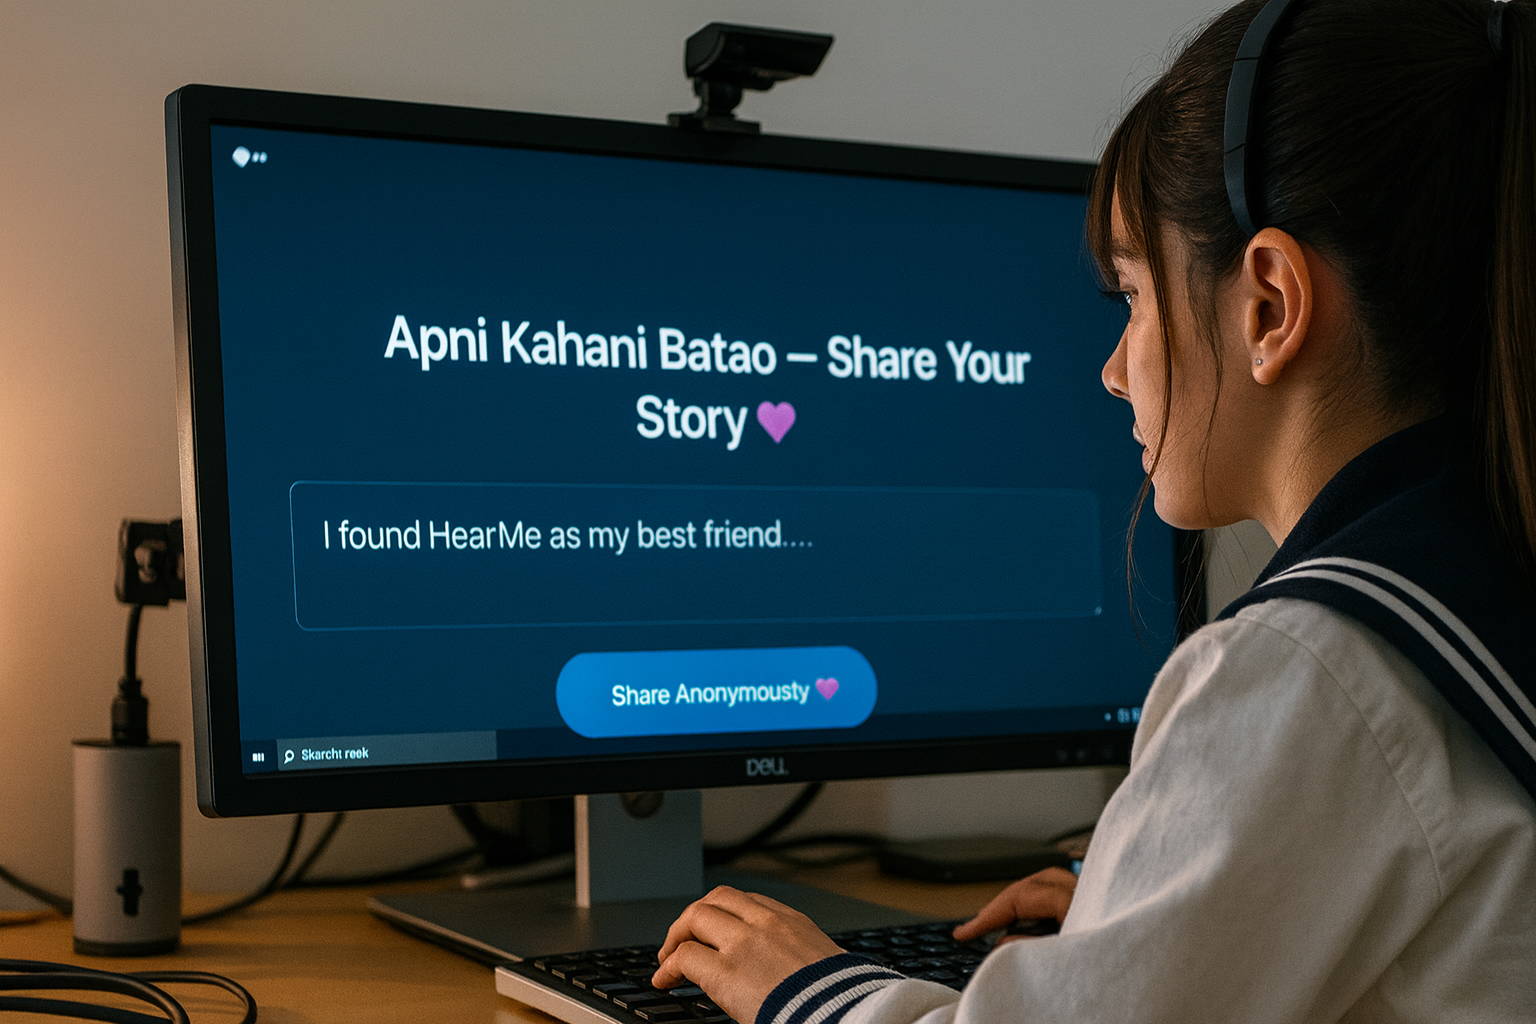 Apni Kahani Batao – Share Your
Story 💜
I found HearMe as my best friend....
Share Anonymousty 💜
Skarcht reek
DELL